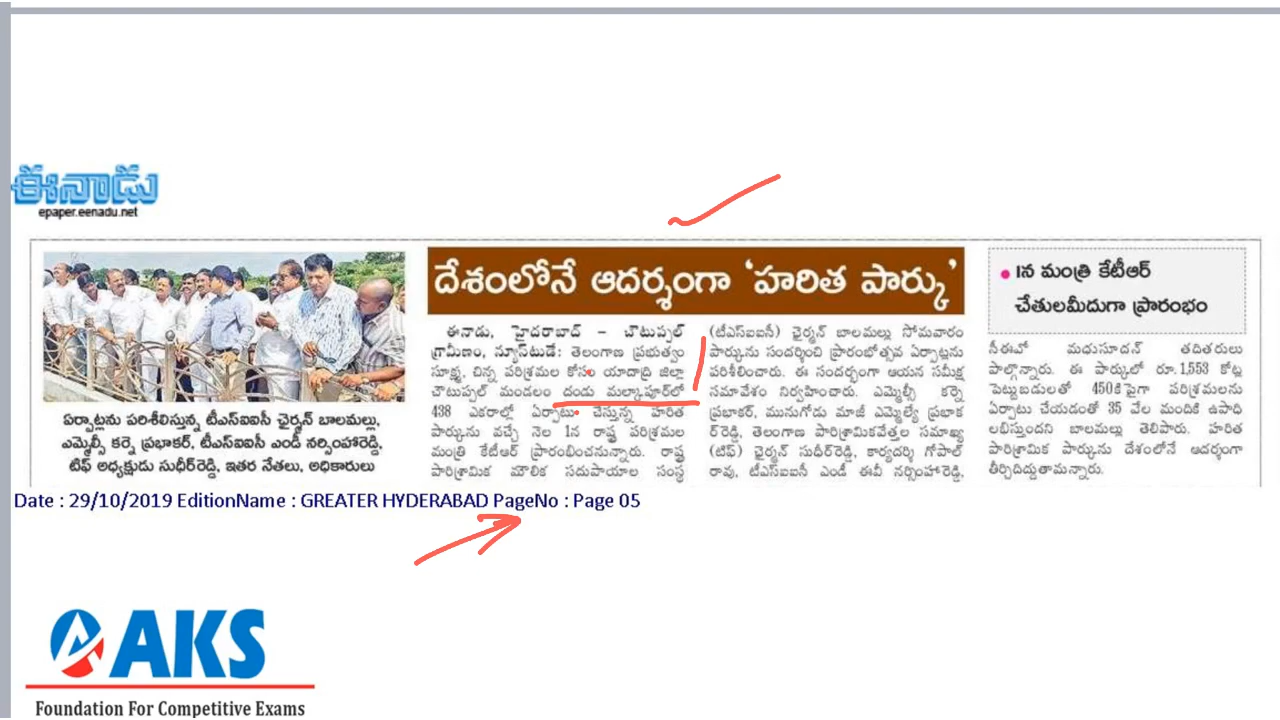 ఈనాడు
epaper.eenadu.net
దేశంలోనే ఆదర్శంగా ‘హరిత పార్కు’
ఏర్పాట్లను పరిశీలిస్తున్న టీఎస్ఐఐసీ ఛైర్మన్ బాలమల్లు,
ఎమ్మెల్సీ కర్నె ప్రభాకర్, టీఎస్ఐఐసీ ఎండీ నర్సింహారెడ్డి,
టిఫ్ అధ్యక్షుడు సుధీర్‌రెడ్డి, ఇతర నేతలు, అధికారులు
ఈనాడు, హైదరాబాద్ – చౌటుప్పల్
గ్రామీణం, న్యూస్‌టుడే: తెలంగాణ ప్రభుత్వం
సూక్ష్మ, చిన్న పరిశ్రమల కోసం యాదాద్రి జిల్లా
చౌటుప్పల్ మండలం దండు మల్కాపూర్‌లో
438 ఎకరాల్లో ఏర్పాటు చేస్తున్న హరిత
పార్కును వచ్చే నెల 1న రాష్ట్ర పరిశ్రమల
మంత్రి కేటీఆర్ ప్రారంభించనున్నారు. రాష్ట్ర
పారిశ్రామిక మౌలిక సదుపాయాల సంస్థ
(టీఎస్ఐఐసీ) ఛైర్మన్ బాలమల్లు సోమవారం
పార్కును సందర్శించి ప్రారంభోత్సవ ఏర్పాట్లను
పరిశీలించారు. ఈ సందర్భంగా ఆయన సమీక్ష
సమావేశం నిర్వహించారు. ఎమ్మెల్సీ కర్నె
ప్రభాకర్, మునుగోడు మాజీ ఎమ్మెల్యే ప్రభాక
ర్‌రెడ్డి, తెలంగాణ పారిశ్రామికవేత్తల సమాఖ్య
(టిఫ్) ఛైర్మన్ సుధీర్‌రెడ్డి, కార్యదర్శి గోపాల్
రావు, టీఎస్ఐఐసీ ఎండీ ఈవీ నర్సింహారెడ్డి,
1న మంత్రి కేటీఆర్
చేతులమీదుగా ప్రారంభం
సీఈవో మధుసూదన్ తదితరులు
పాల్గొన్నారు. ఈ పార్కులో రూ.1,553 కోట్ల
పెట్టుబడులతో 450కిపైగా పరిశ్రమలను
ఏర్పాటు చేయడంతో 35 వేల మందికి ఉపాధి
లభిస్తుందని బాలమల్లు తెలిపారు. హరిత
పారిశ్రామిక పార్కును దేశంలోనే ఆదర్శంగా
తీర్చిదిద్దుతామన్నారు.
Date : 29/10/2019 EditionName : GREATER HYDERABAD PageNo : Page 05
AKS
Foundation For Competitive Exams